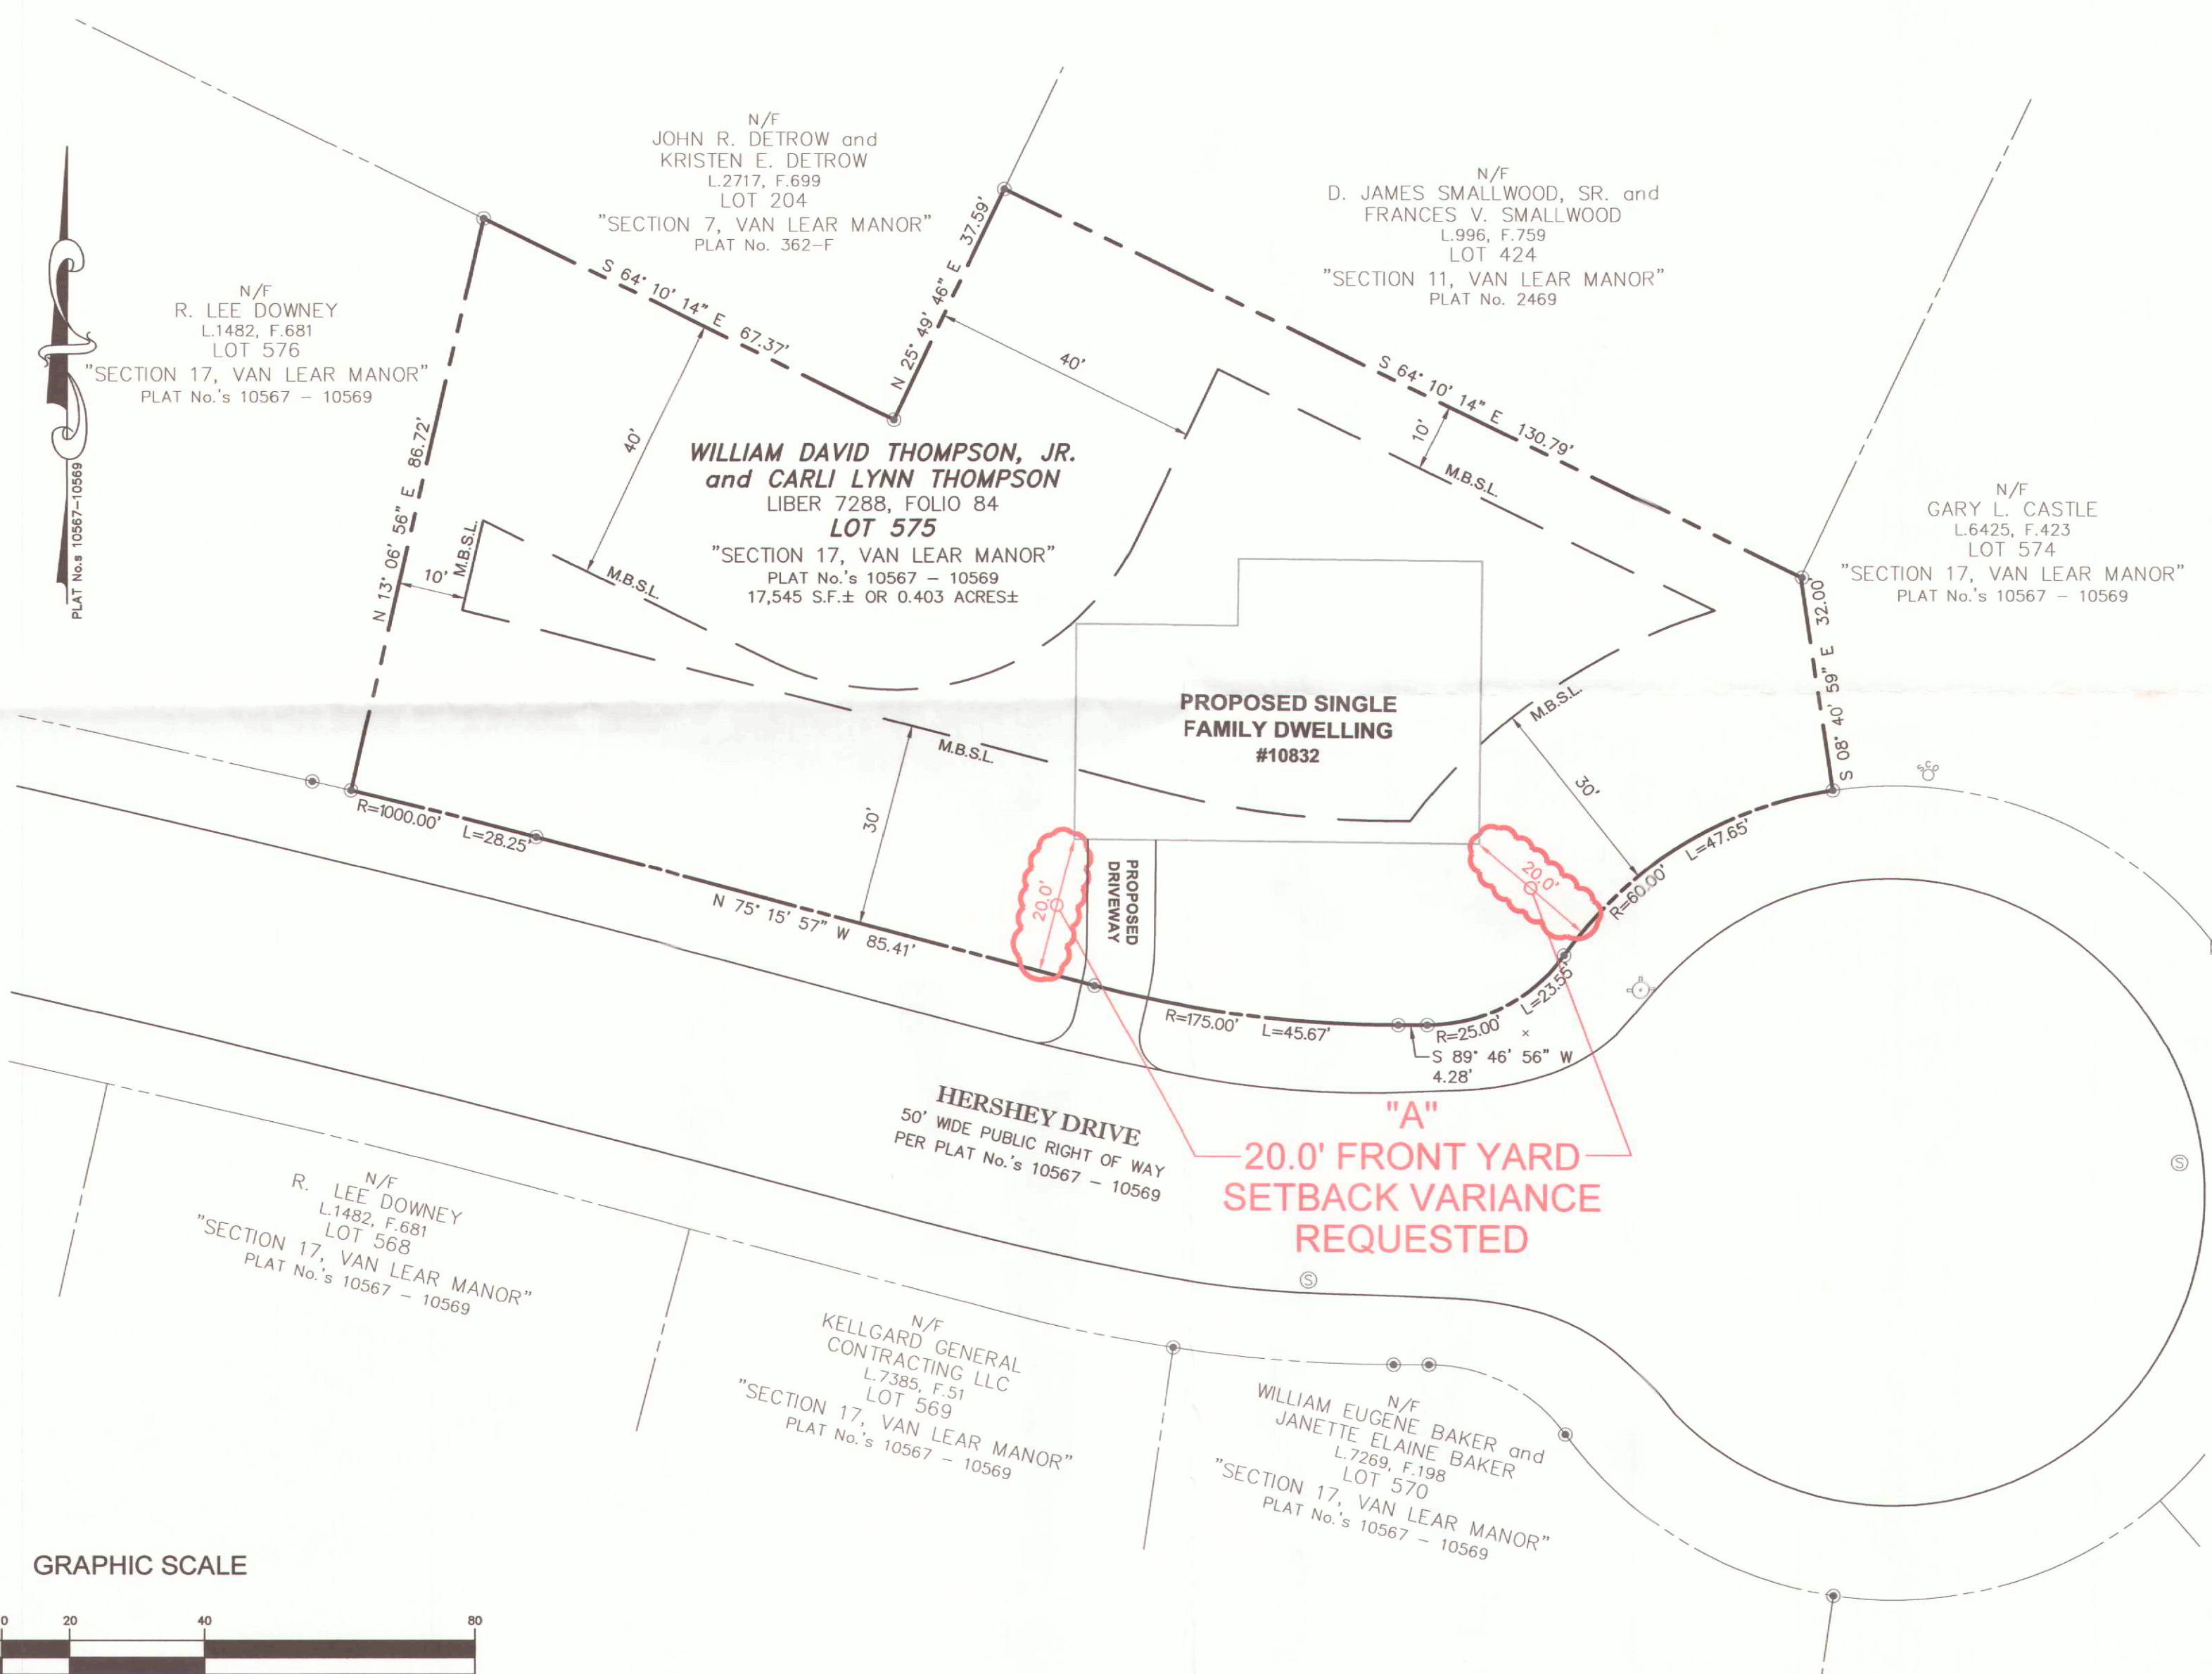 N/F
JOHN R. DETROW and
KRISTEN E. DETROW
L.2717, F.699
LOT 204
"SECTION 7, VAN LEAR MANOR"
PLAT No. 362-F
N/F
D. JAMES SMALLWOOD, SR. and
FRANCES V. SMALLWOOD
L.996, F.759
LOT 424
"SECTION 11, VAN LEAR MANOR"
PLAT No. 2469
N/F
R. LEE DOWNEY
L.1482, F.681
LOT 576
"SECTION 17, VAN LEAR MANOR"
PLAT No.'s 10567 - 10569
PLAT No.s 10567-10569
S 64° 10' 14" E 67.37'
N 25° 49' 46" E 37.59'
S 64° 10' 14" E 130.79'
N 13° 06' 56" E 86.72'
40'
40'
10'
M.B.S.L.
10'
M.B.S.L.
M.B.S.L.
WILLIAM DAVID THOMPSON, JR.
and CARLI LYNN THOMPSON
LIBER 7288, FOLIO 84
LOT 575
"SECTION 17, VAN LEAR MANOR"
PLAT No.'s 10567 - 10569
17,545 S.F.± OR 0.403 ACRES±
N/F
GARY L. CASTLE
L.6425, F.423
LOT 574
"SECTION 17, VAN LEAR MANOR"
PLAT No.'s 10567 - 10569
S 08° 40' 59" E 32.00'
PROPOSED SINGLE
FAMILY DWELLING
#10832
M.B.S.L.
M.B.S.L.
30'
30'
SCO
R=1000.00' L=28.25'
N 75° 15' 57" W 85.41'
20.0'
PROPOSED
DRIVEWAY
20.0'
R=60.00' L=47.65'
R=175.00' L=45.67'
R=25.00' L=23.55'
S 89° 46' 56" W
4.28'
HERSHEY DRIVE
50' WIDE PUBLIC RIGHT OF WAY
PER PLAT No.'s 10567 - 10569
"A"
20.0' FRONT YARD
SETBACK VARIANCE
REQUESTED
S
S
N/F
R. LEE DOWNEY
L.1482, F.681
LOT 568
"SECTION 17, VAN LEAR MANOR"
PLAT No.'s 10567 - 10569
N/F
KELLGARD GENERAL
CONTRACTING LLC
L.7385, F.51
LOT 569
"SECTION 17, VAN LEAR MANOR"
PLAT No.'s 10567 - 10569
N/F
WILLIAM EUGENE BAKER and
JANETTE ELAINE BAKER
L.7269, F.198
LOT 570
"SECTION 17, VAN LEAR MANOR"
PLAT No.'s 10567 - 10569
GRAPHIC SCALE
0 20 40 80